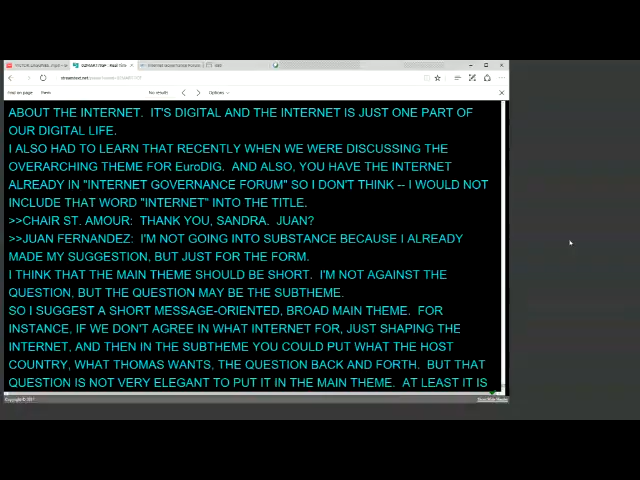 Options
No results
streamtext.net
ABOUT THE INTERNET. IT'S DIGITAL AND THE INTERNET IS JUST ONE PART OF
OUR DIGITAL LIFE.
I ALSO HAD TO LEARN THAT RECENTLY WHEN WE WERE DISCUSSING THE
OVERARCHING THEME FOR EuroDIG. AND ALSO, YOU HAVE THE INTERNET
ALREADY IN "INTERNET GOVERNANCE FORUM" SO I DON'T THINK -- I WOULD NOT
INCLUDE THAT WORD "INTERNET" INTO THE TITLE.
>>CHAIR ST. AMOUR: THANK YOU, SANDRA. JUAN?
>>JUAN FERNANDEZ: I'M NOT GOING INTO SUBSTANCE BECAUSE I ALREADY
MADE MY SUGGESTION, BUT JUST FOR THE FORM.
I THINK THAT THE MAIN THEME SHOULD BE SHORT. I'M NOT AGAINST THE
QUESTION, BUT THE QUESTION MAY BE THE SUBTHEME.
SO I SUGGEST A SHORT MESSAGE-ORIENTED, BROAD MAIN THEME. FOR
INSTANCE, IF WE DON'T AGREE IN WHAT INTERNET FOR, JUST SHAPING THE
INTERNET, AND THEN IN THE SUBTHEME YOU COULD PUT WHAT THE HOST
COUNTRY, WHAT THOMAS WANTS, THE QUESTION BACK AND FORTH. BUT THAT
QUESTION IS NOT VERY ELEGANT TO PUT IT IN THE MAIN THEME. AT LEAST IT IS